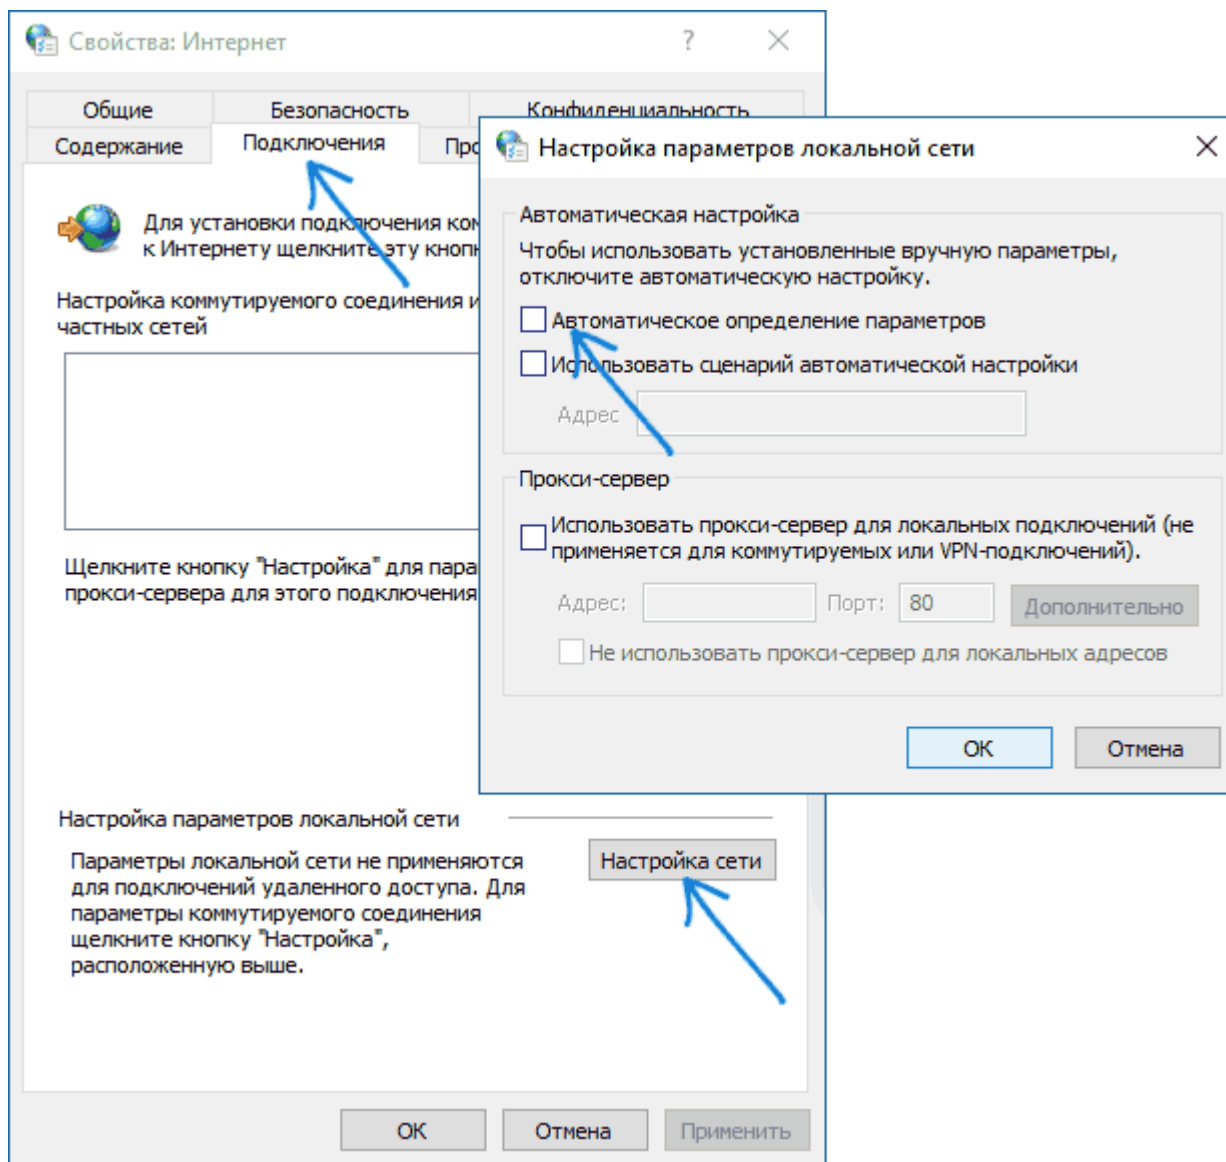 Свойства: Интернет
?
Общие
Безопасность
Конфиденциальность
Содержание
Подключения
Для установки подключения
к Интернету щелкните эту
Настройка коммутируемого соединения
частных сетей
Щелкните кнопку "Настройка" для
прокси-сервера для этого подключения
Настройка параметров локальной сети
Параметры локальной сети не применяются
для подключений удаленного доступа. Для
параметры коммутируемого соединения
щелкните кнопку "Настройка",
расположенную выше.
Настройка сети
ОК
Отмена
Применить
Настройка параметров локальной сети
Автоматическая настройка
Чтобы использовать установленные вручную параметры,
отключите автоматическую настройку.
Автоматическое определение параметров
Использовать сценарий автоматической настройки
Адрес
Прокси-сервер
Использовать прокси-сервер для локальных подключений (не
применяется для коммутируемых или VPN-подключений).
Адрес:
Порт:
80
Дополнительно
Не использовать прокси-сервер для локальных адресов
ОК
Отмена